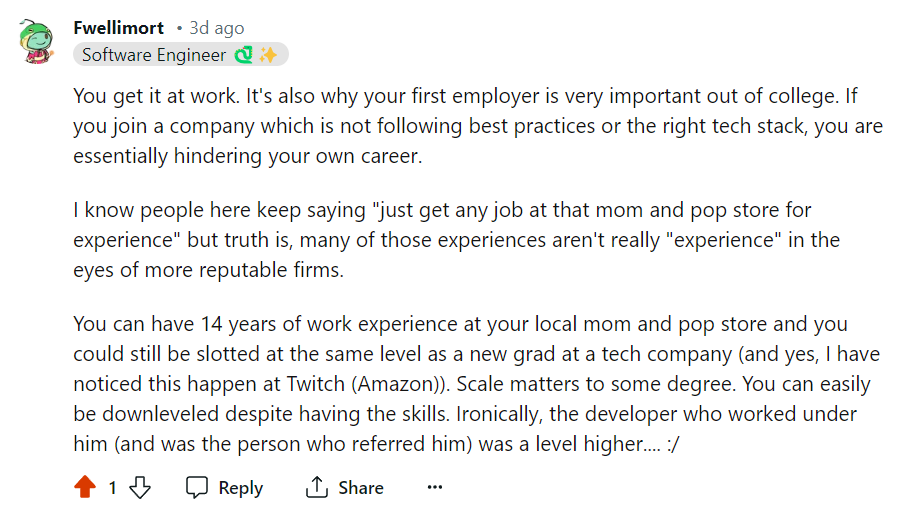 Fwellimort • 3d ago
Software Engineer
You get it at work. It's also why your first employer is very important out of college. If
you join a company which is not following best practices or the right tech stack, you are
essentially hindering your own career.
I know people here keep saying "just get any job at that mom and pop store for
experience" but truth is, many of those experiences aren't really "experience" in the
eyes of more reputable firms.
You can have 14 years of work experience at your local mom and pop store and you
could still be slotted at the same level as a new grad at a tech company (and yes, I have
noticed this happen at Twitch (Amazon)). Scale matters to some degree. You can easily
be downleveled despite having the skills. Ironically, the developer who worked under
him (and was the person who referred him) was a level higher.... :/
1 Reply Share ...